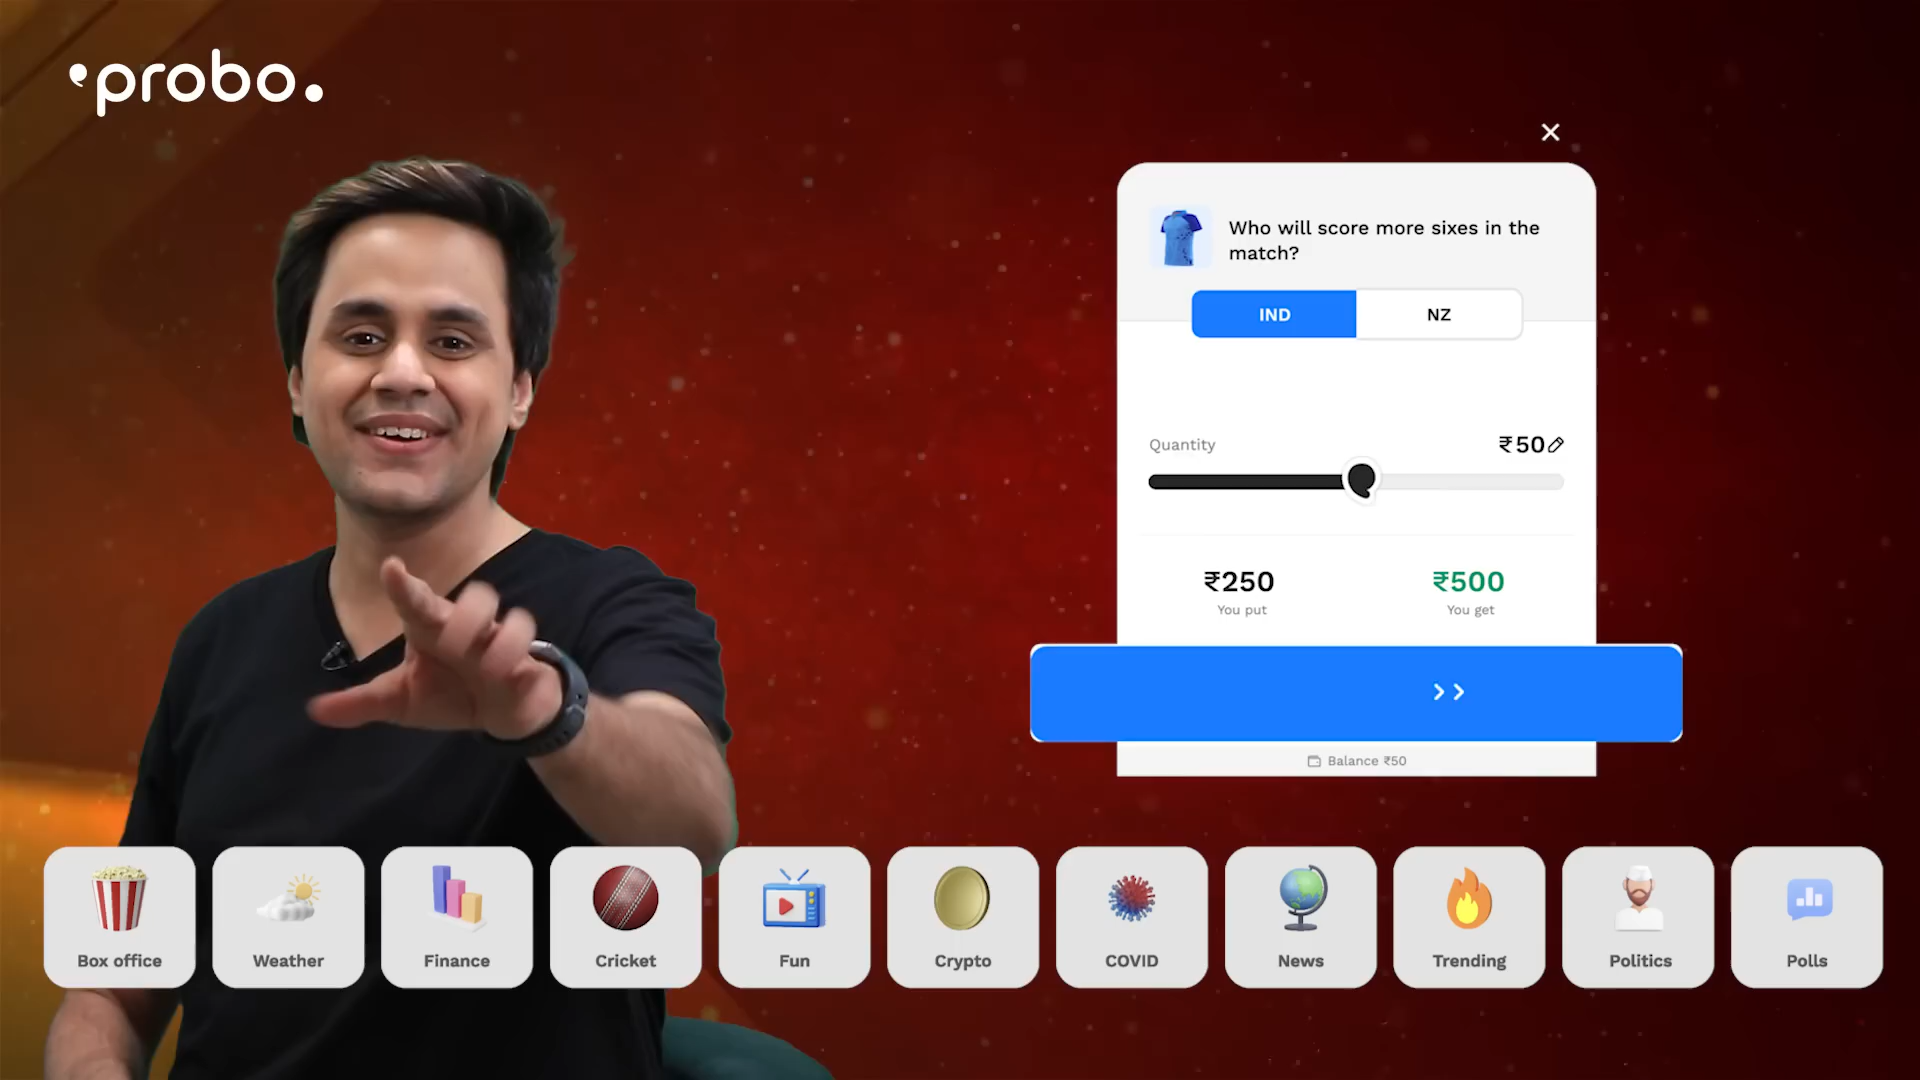 probo.
Who will score more sixes in the
match?
IND
NZ
Quantity
₹50
₹250
₹500
You put
You get
Balance ₹50
Box office
Weather
Finance
Cricket
Fun
Crypto
COVID
News
Trending
Politics
Polls